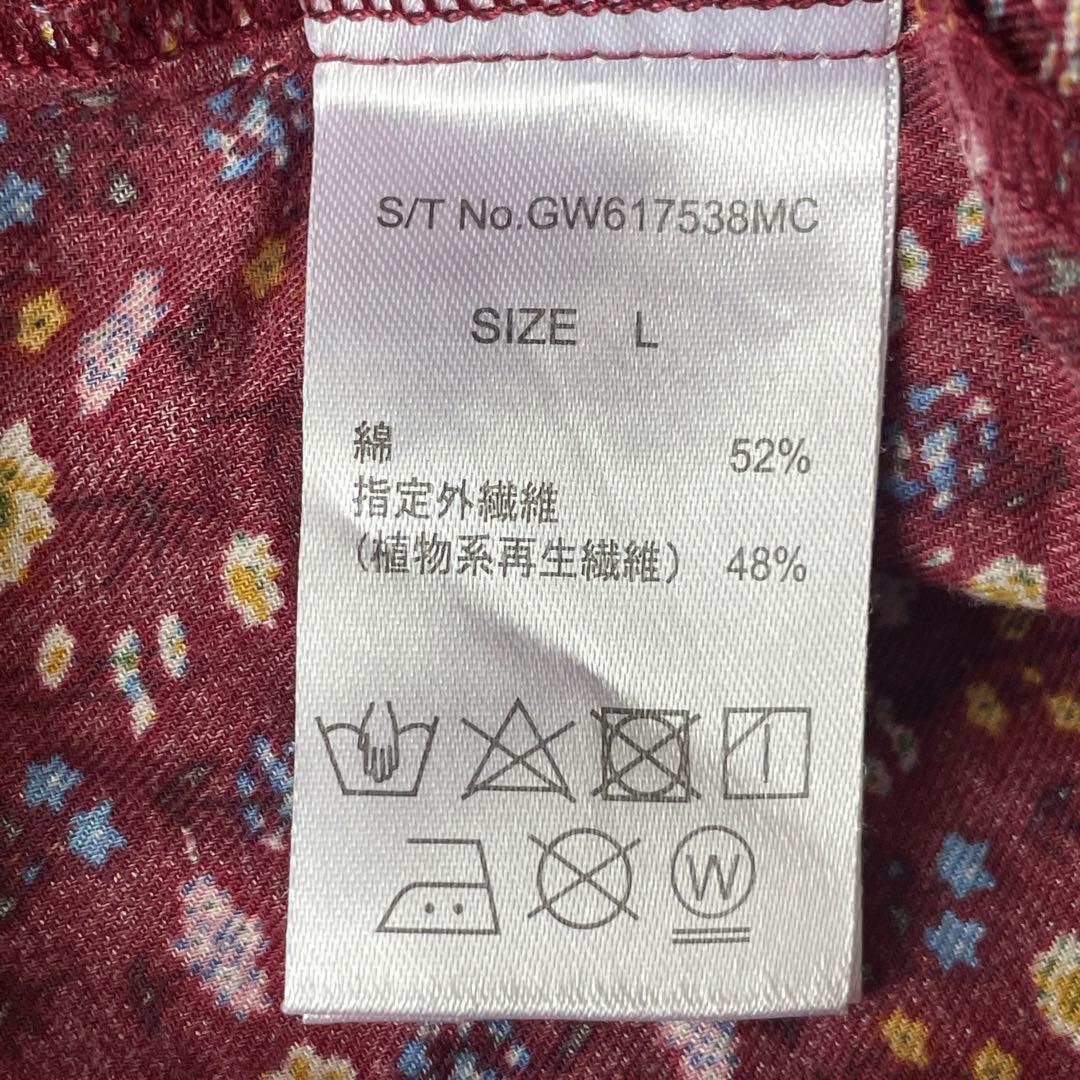 S/T No.GW617538MC
SIZE L
綿 52%
指定外繊維
(植物系再生繊維) 48%
W